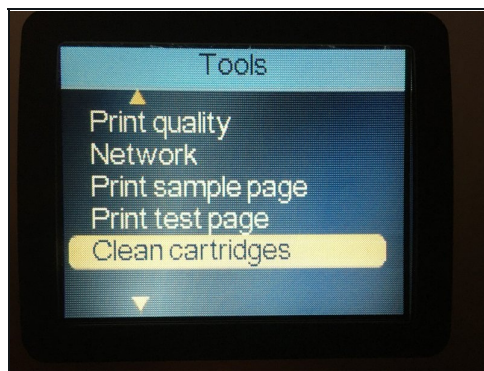 Tools
Print quality
Network
Print sample page
Print test page
Clean cartridges